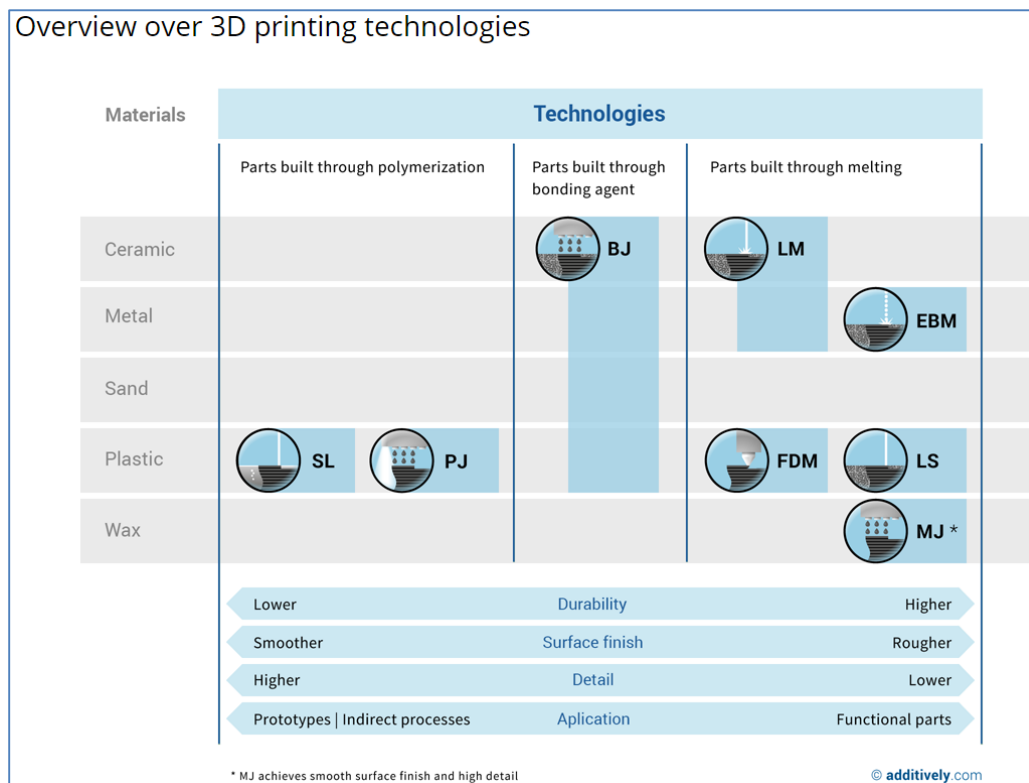 Overview over 3D printing technologies
Materials
Technologies
Parts built through polymerization
Parts built through
bonding agent
Parts built through melting
Ceramic
BJ
LM
Metal
EBM
Sand
Plastic
SL
PJ
FDM
LS
Wax
MJ *
Lower Durability Higher
Smoother Surface finish Rougher
Higher Detail Lower
Prototypes | Indirect processes Aplication Functional parts
* MJ achieves smooth surface finish and high detail
© additively.com